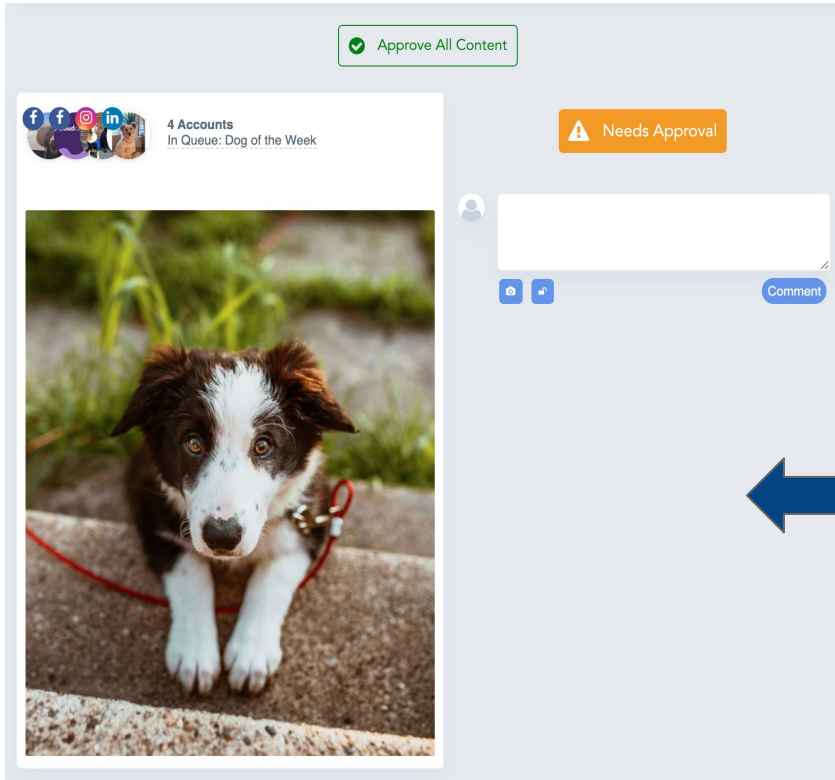 Approve All Content
4 Accounts
In Queue: Dog of the Week
Needs Approval
Comment